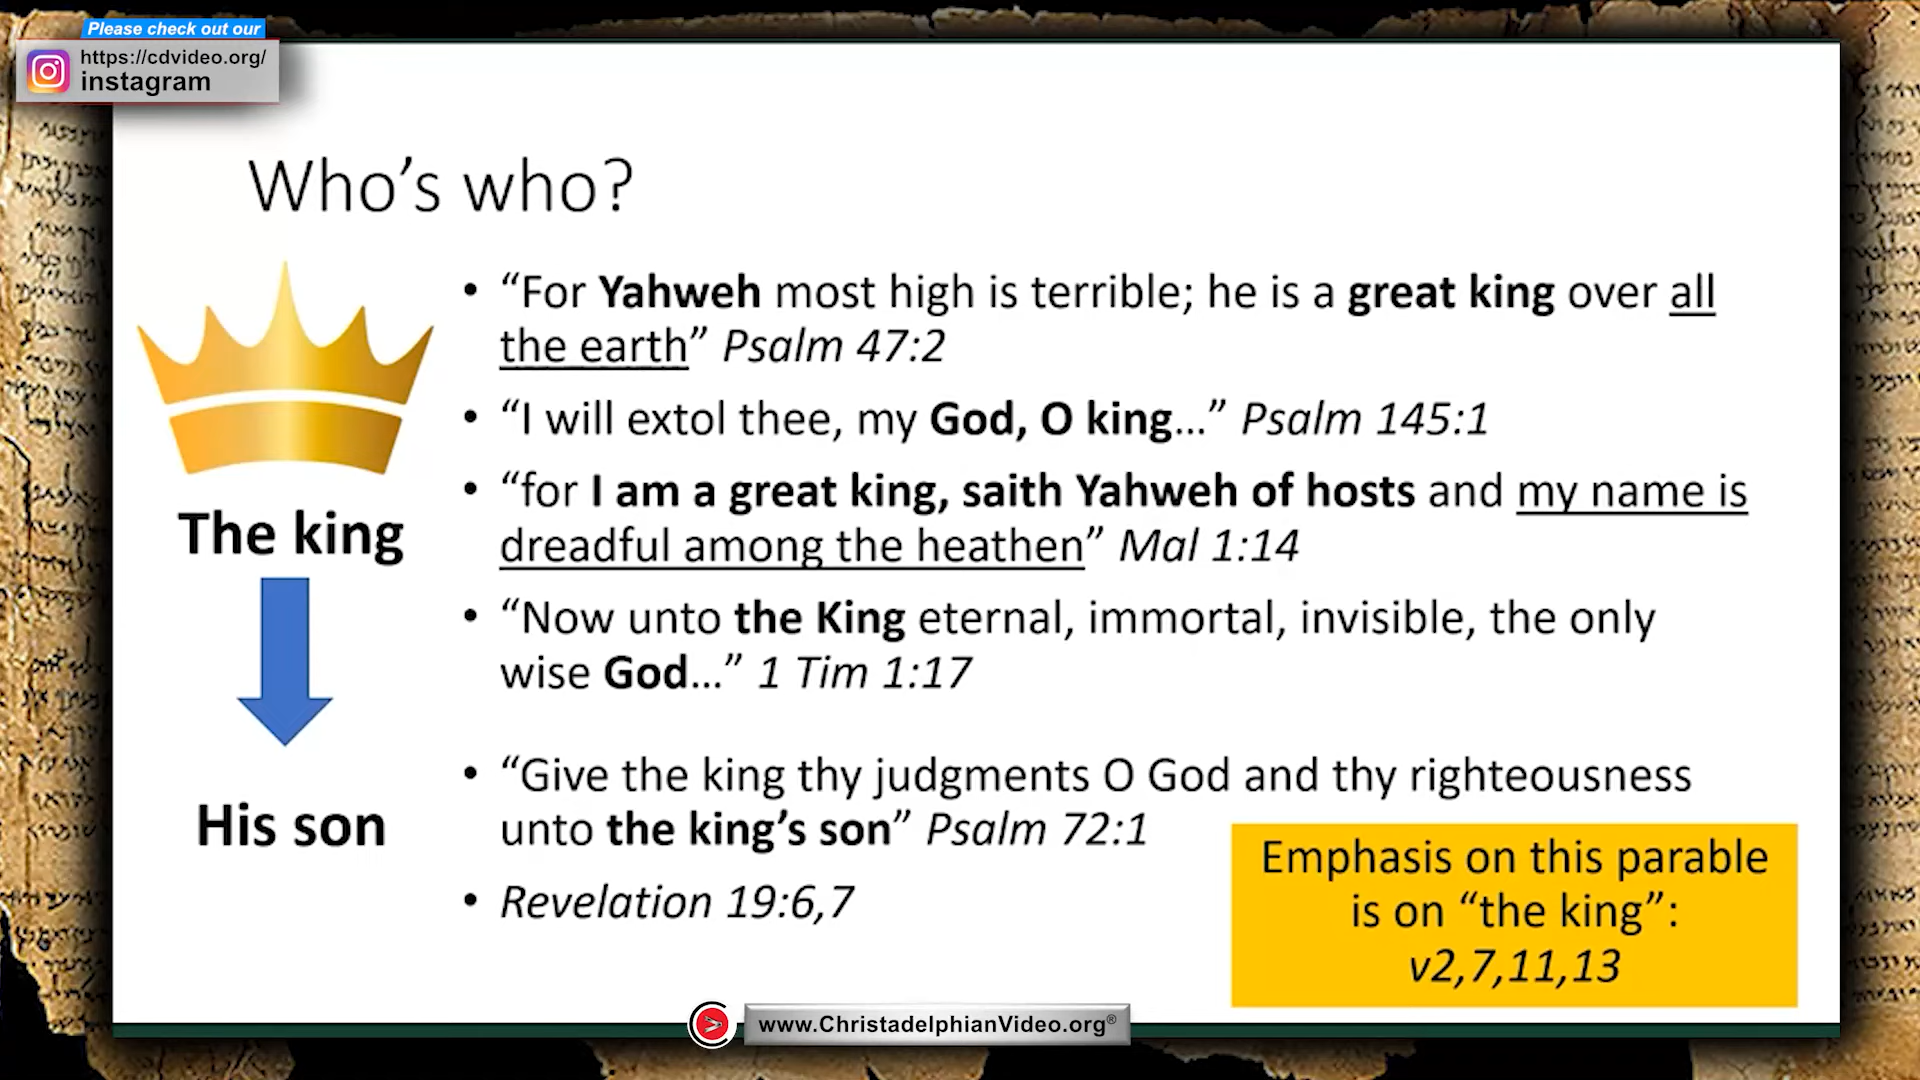 Please check out our
https://cdvideo.org/
instagram
Who’s who?
• “For Yahweh most high is terrible; he is a great king over all
the earth” Psalm 47:2
• “I will extol thee, my God, O king...” Psalm 145:1
• “for I am a great king, saith Yahweh of hosts and my name is
dreadful among the heathen” Mal 1:14
• “Now unto the King eternal, immortal, invisible, the only
wise God...” 1 Tim 1:17
The king
His son
• “Give the king thy judgments O God and thy righteousness
unto the king’s son” Psalm 72:1
• Revelation 19:6,7
Emphasis on this parable
is on “the king”:
v2,7,11,13
www.ChristadelphianVideo.org®